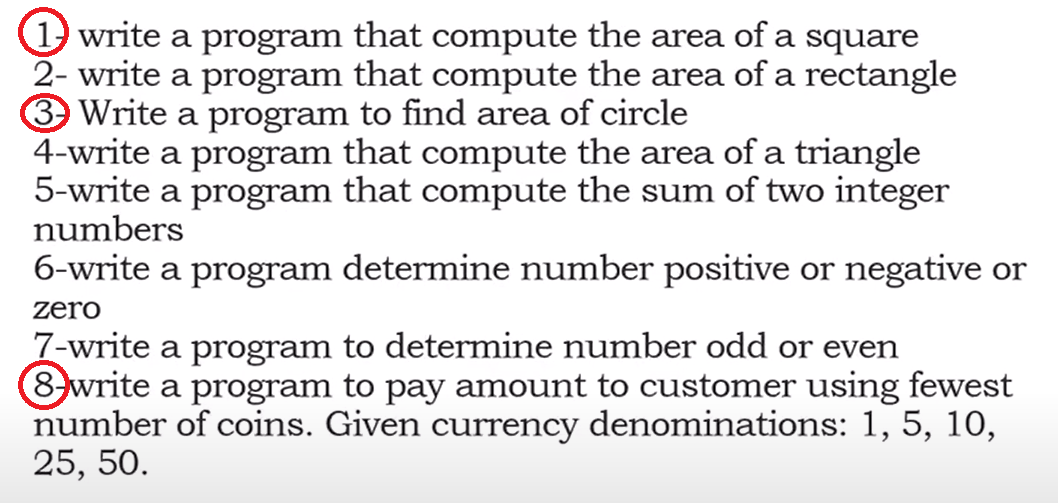 1- write a program that compute the area of a square
2- write a program that compute the area of a rectangle
3- Write a program to find area of circle
4-write a program that compute the area of a triangle
5-write a program that compute the sum of two integer
numbers
6-write a program determine number positive or negative or
zero
7-write a program to determine number odd or even
8-write a program to pay amount to customer using fewest
number of coins. Given currency denominations: 1, 5, 10,
25, 50.